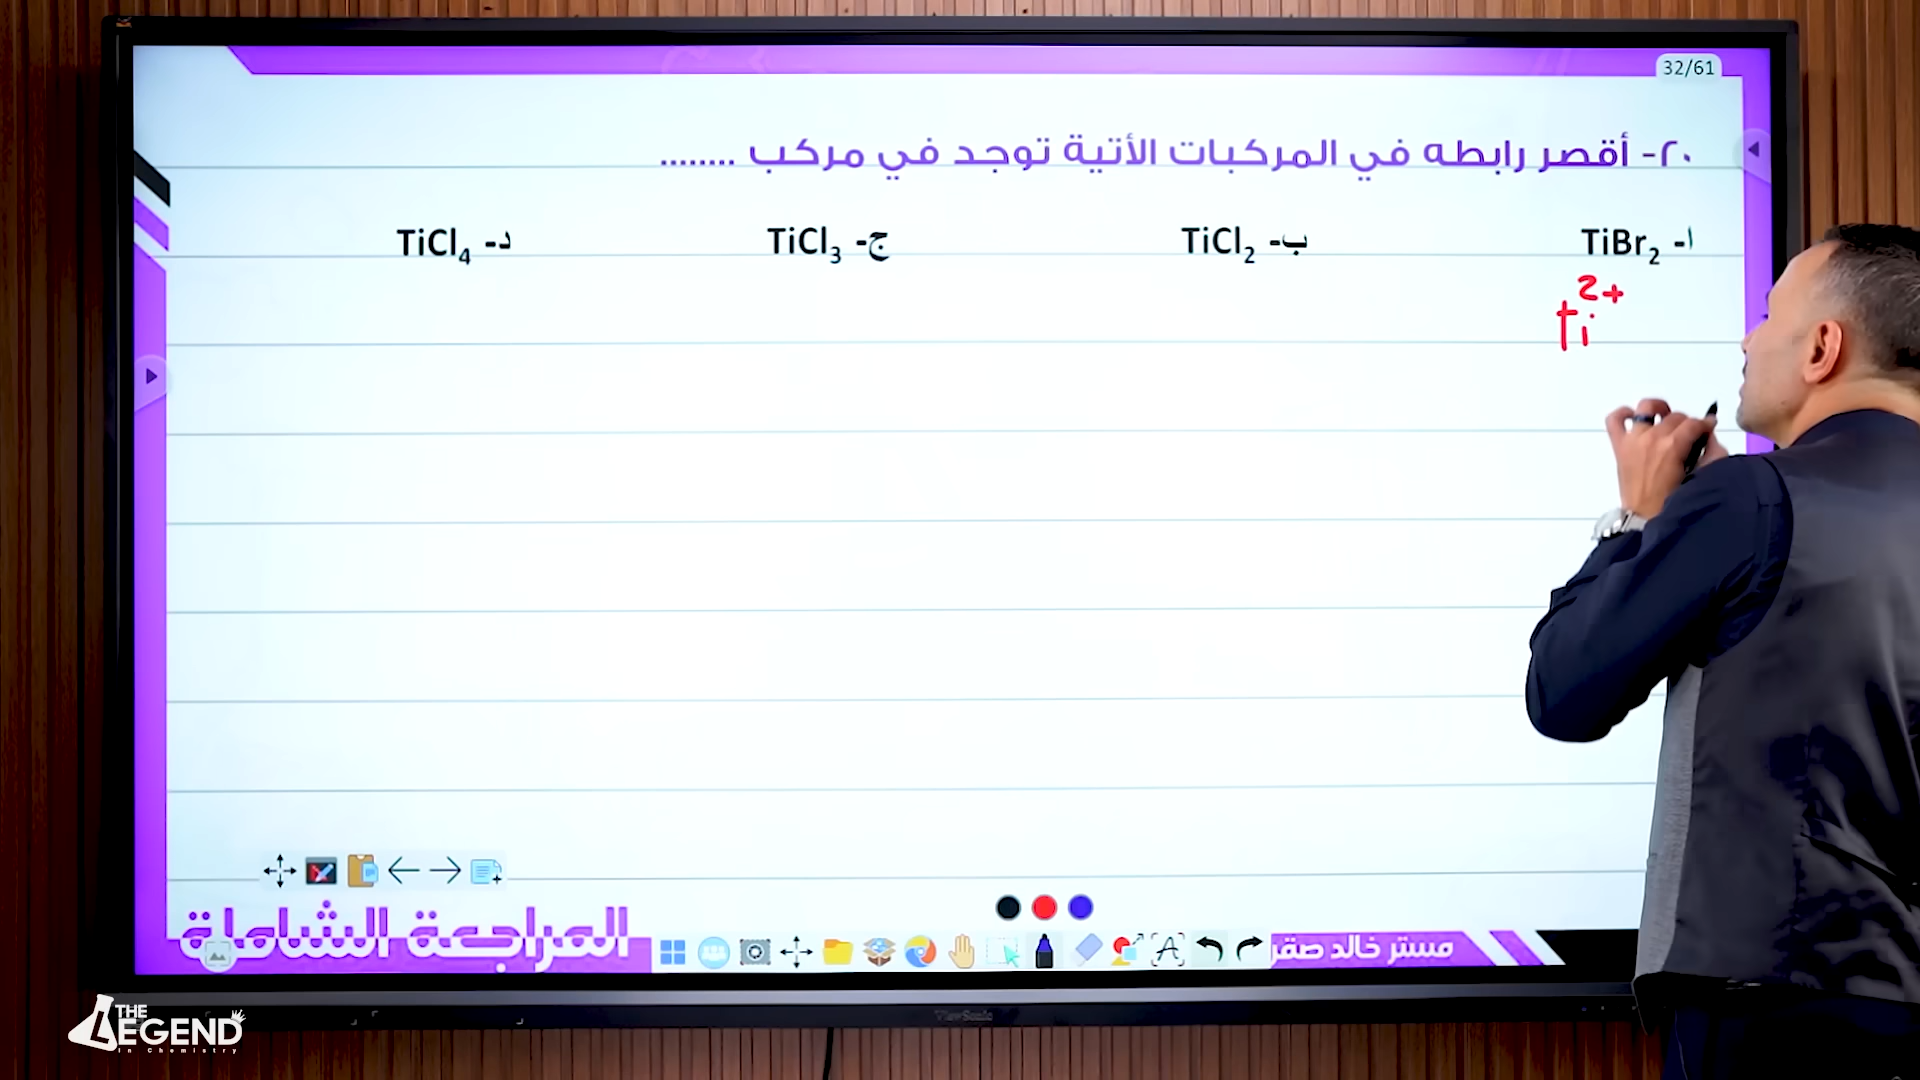 32/61
٢٠- أقصر رابطه في المركبات الأتية توجد في مركب ........
ا- TiBr₂
ب- TiCl₂
ج- TiCl₃
د- TiCl₄
Ti²⁺
المراجعة الشاملة
مستر خالد صقر
ViewSonic
THE LEGEND
In Chemistry